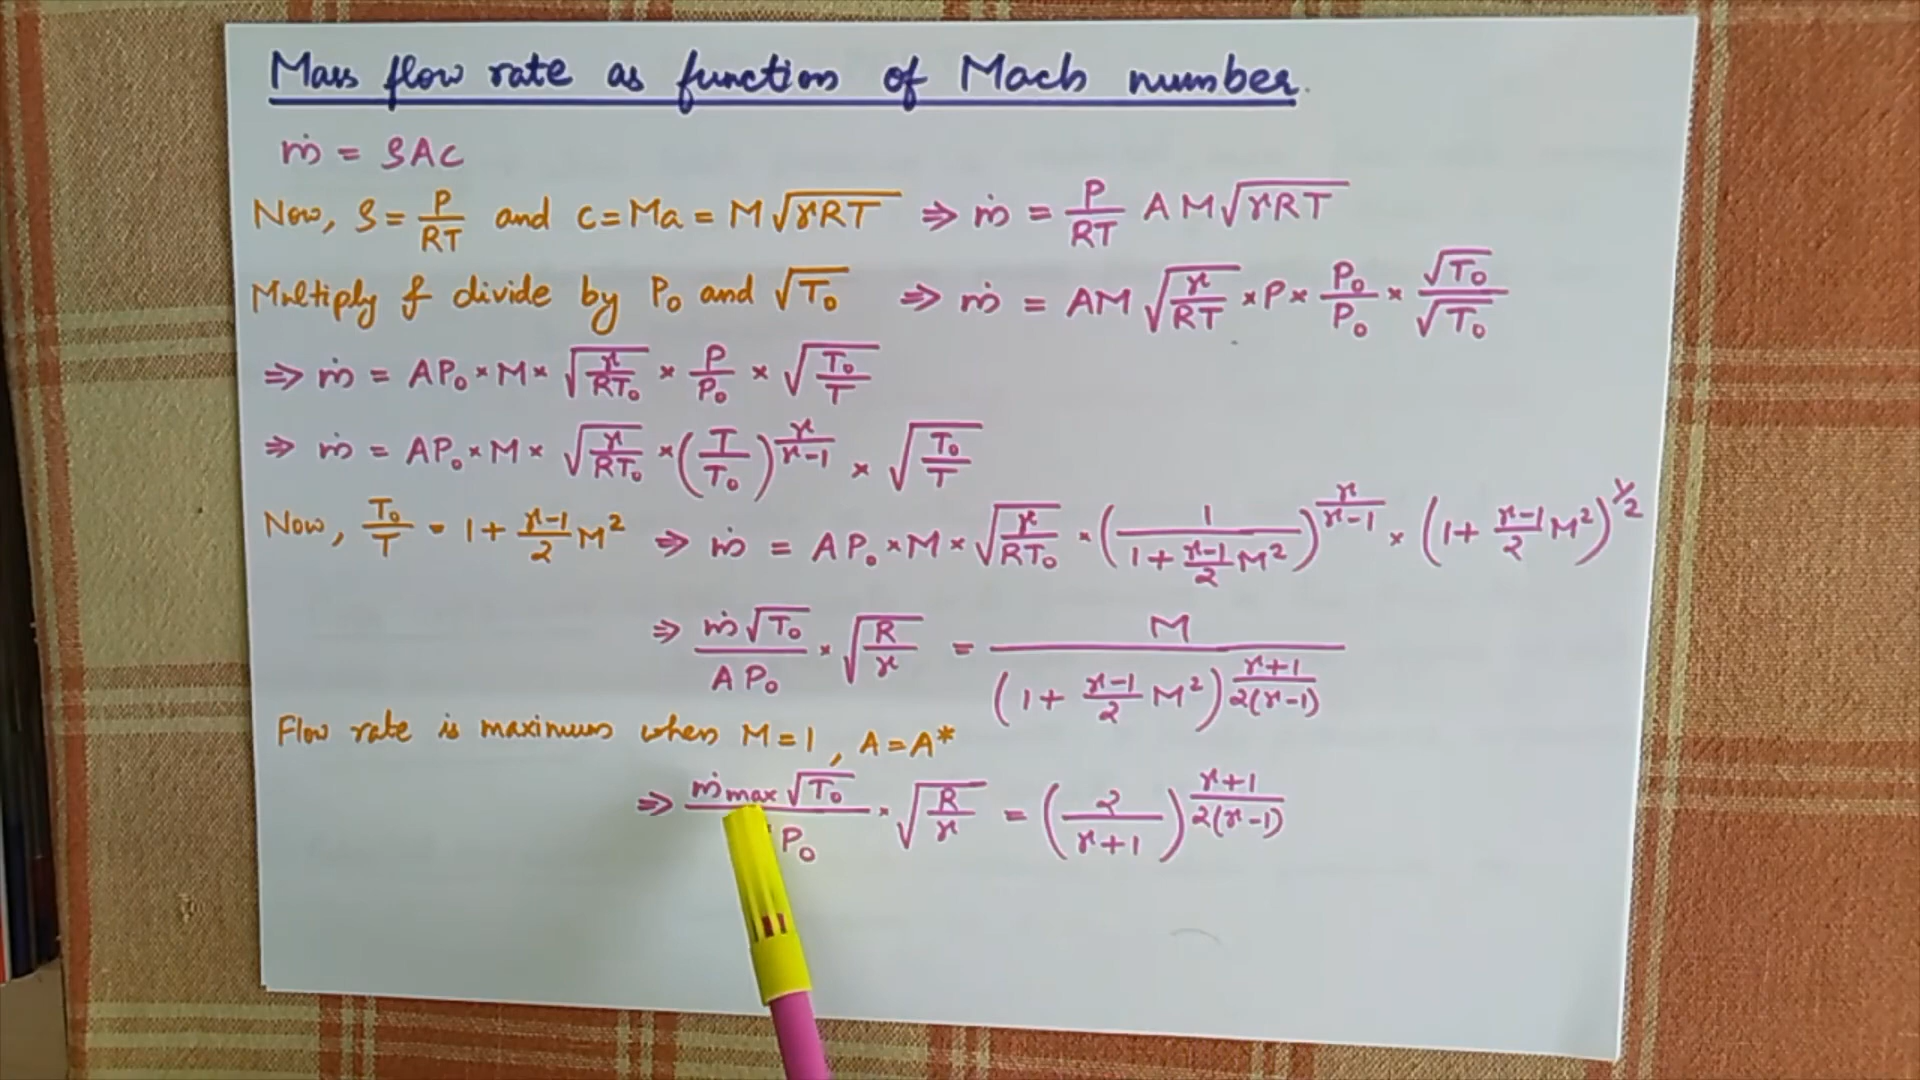 Mass flow rate as function of Mach number.
ṁ = ρAC
Now, ρ = P/RT and C = Ma = M√(γRT) ⇒ ṁ = P/RT AM√(γRT)
Multiply & divide by P₀ and √T₀ ⇒ ṁ = AM √(γ/RT) × P × P₀/P₀ × √T₀/√T₀
⇒ ṁ = AP₀ × M × √(γ/RT₀) × P/P₀ × √(T₀/T)
⇒ ṁ = AP₀ × M × √(γ/RT₀) × (T/T₀)^(γ/(γ-1)) × √(T₀/T)
Now, T₀/T = 1 + (γ-1)/2 M² ⇒ ṁ = AP₀ × M × √(γ/RT₀) × (1/(1 + (γ-1)/2 M²))^(γ/(γ-1)) × (1 + (γ-1)/2 M²)^(1/2)
⇒ ṁ√T₀/AP₀ × √(R/γ) = M/(1 + (γ-1)/2 M²)^((γ+1)/2(γ-1))
Flow rate is maximum when M = 1, A = A*
⇒ ṁmax √T₀/P₀ × √(R/γ) = (2/(γ+1))^((γ+1)/2(γ-1))